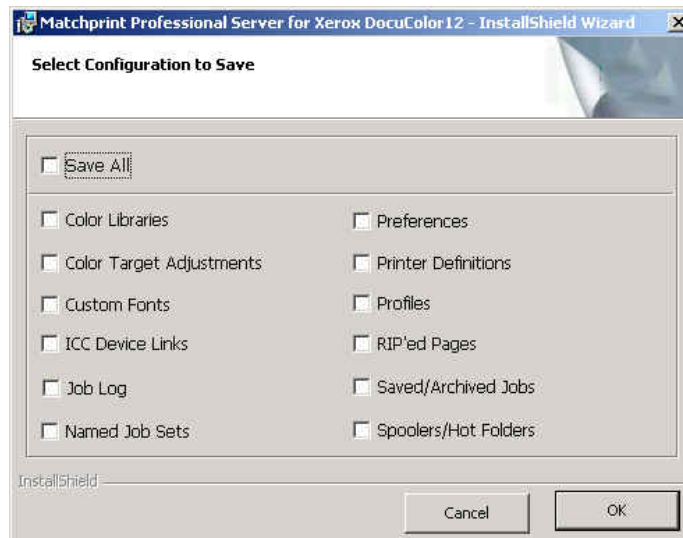 Matchprint Professional Server for Xerox DocuColor12 - InstallShield Wizard
Select Configuration to Save
Save All
Color Libraries
Color Target Adjustments
Custom Fonts
ICC Device Links
Job Log
Named Job Sets
Preferences
Printer Definitions
Profiles
RIP'ed Pages
Saved/Archived Jobs
Spoolers/Hot Folders
InstallShield
Cancel
OK